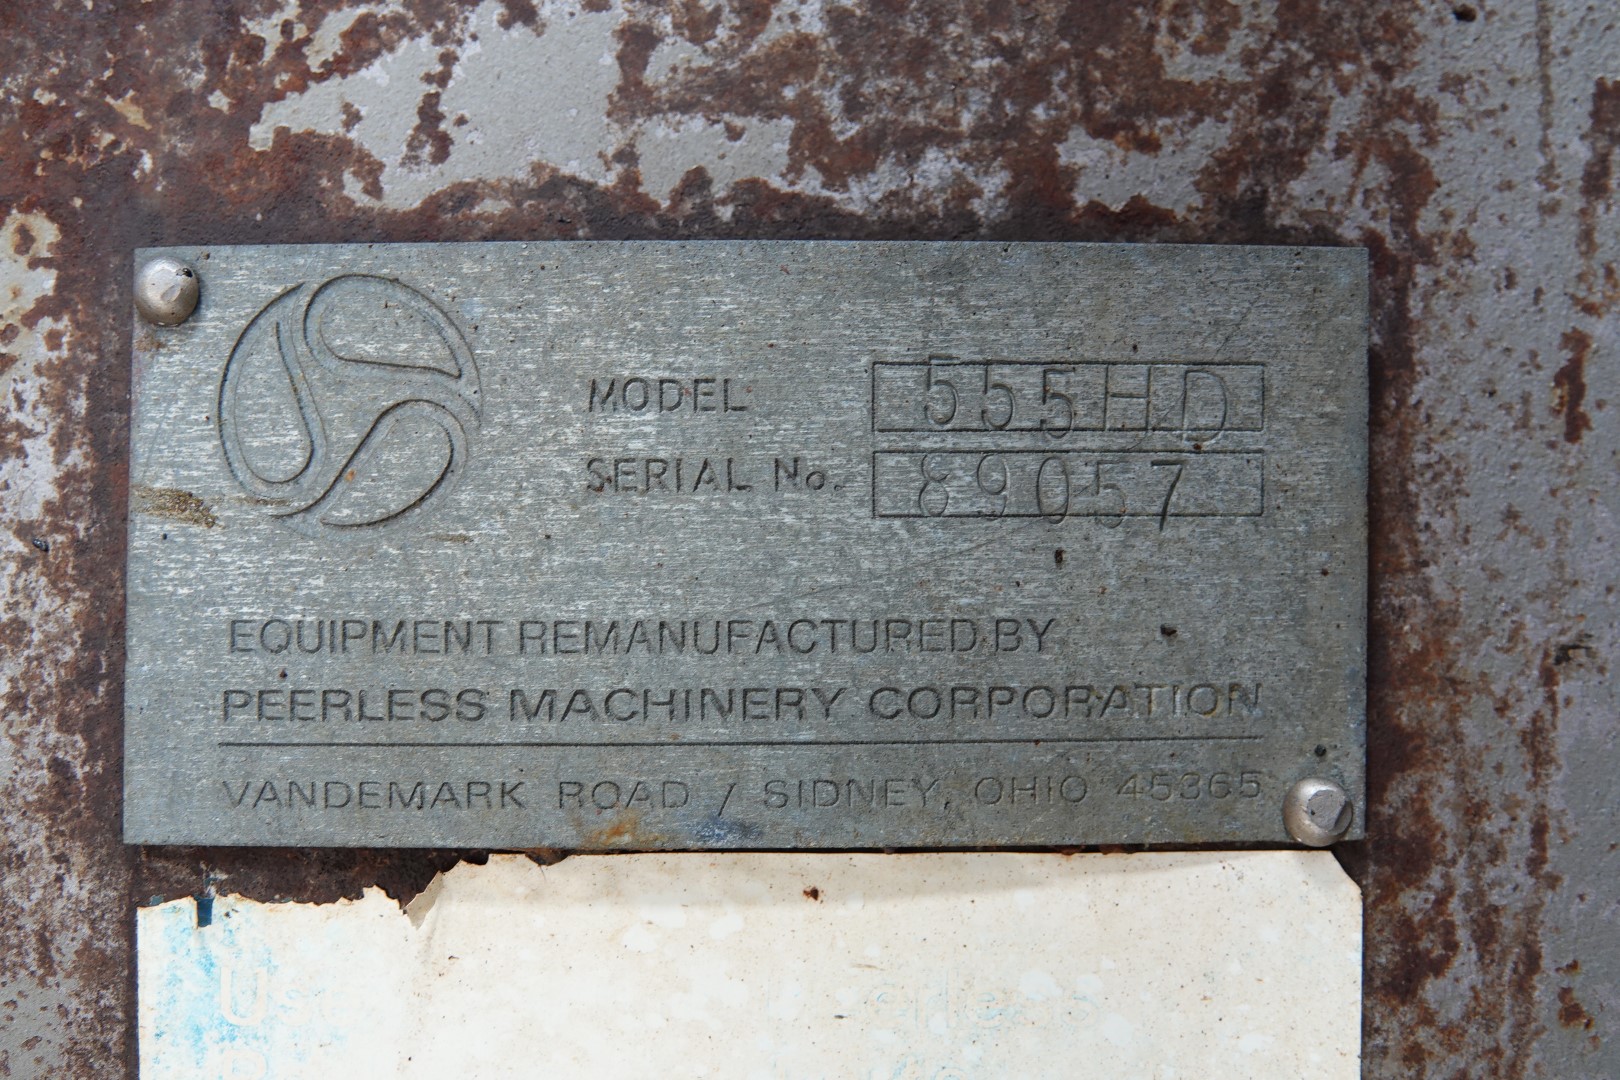 MODEL 555HD
SERIAL No. 89057
EQUIPMENT REMANUFACTURED BY
PEERLESS MACHINERY CORPORATION
VANDEMARK ROAD / SIDNEY, OHIO 45365